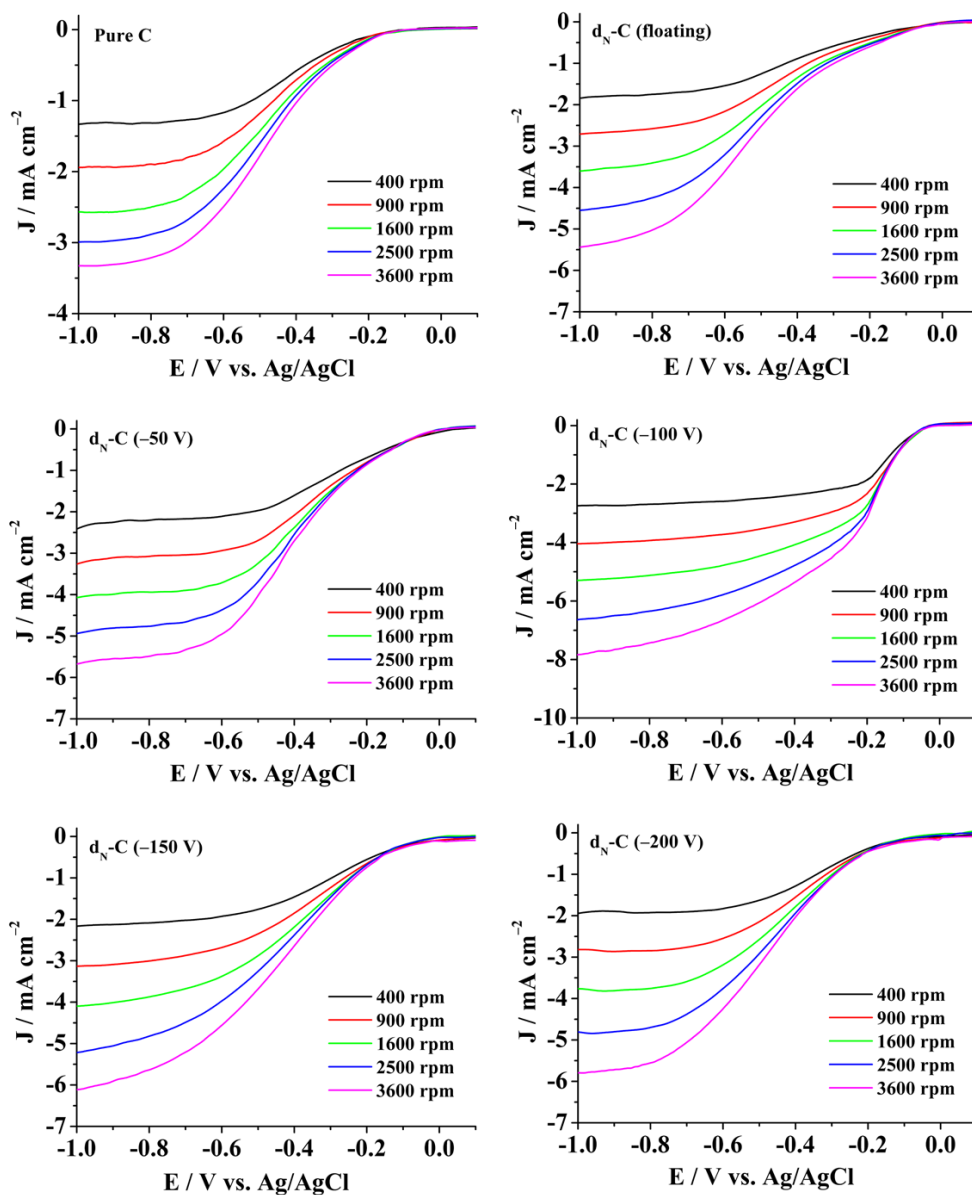 Pure C
0
-1
-2
-3
-4
J / mA cm⁻²
400 rpm
900 rpm
1600 rpm
2500 rpm
3600 rpm
-1.0 -0.8 -0.6 -0.4 -0.2 0.0
E / V vs. Ag/AgCl
d_N-C (floating)
0
-1
-2
-3
-4
-5
-6
-7
J / mA cm⁻²
400 rpm
900 rpm
1600 rpm
2500 rpm
3600 rpm
-1.0 -0.8 -0.6 -0.4 -0.2 0.0
E / V vs. Ag/AgCl
d_N-C (−50 V)
0
-1
-2
-3
-4
-5
-6
-7
J / mA cm⁻²
400 rpm
900 rpm
1600 rpm
2500 rpm
3600 rpm
-1.0 -0.8 -0.6 -0.4 -0.2 0.0
E / V vs. Ag/AgCl
d_N-C (−100 V)
0
-2
-4
-6
-8
-10
J / mA cm⁻²
400 rpm
900 rpm
1600 rpm
2500 rpm
3600 rpm
-1.0 -0.8 -0.6 -0.4 -0.2 0.0
E / V vs. Ag/AgCl
d_N-C (−150 V)
0
-1
-2
-3
-4
-5
-6
-7
J / mA cm⁻²
400 rpm
900 rpm
1600 rpm
2500 rpm
3600 rpm
-1.0 -0.8 -0.6 -0.4 -0.2 0.0
E / V vs. Ag/AgCl
d_N-C (−200 V)
0
-1
-2
-3
-4
-5
-6
-7
J / mA cm⁻²
400 rpm
900 rpm
1600 rpm
2500 rpm
3600 rpm
-1.0 -0.8 -0.6 -0.4 -0.2 0.0
E / V vs. Ag/AgCl